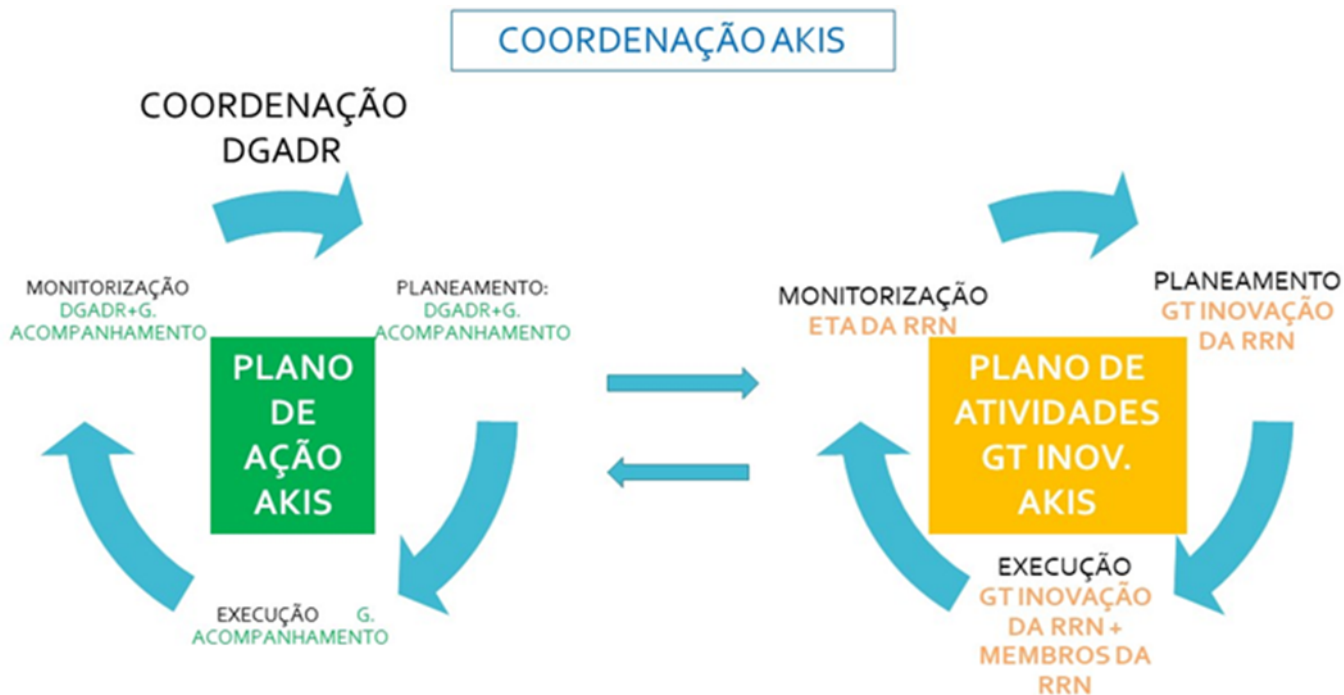 COORDENAÇÃO AKIS
COORDENAÇÃO
DGADR
MONITORIZAÇÃO
DGADR+G.
ACOMPANHAMENTO
PLANEAMENTO:
DGADR+G.
ACOMPANHAMENTO
PLANO
DE
AÇÃO
AKIS
EXECUÇÃO G.
ACOMPANHAMENTO
MONITORIZAÇÃO
ETA DA RRN
PLANEAMENTO
GT INOVAÇÃO
DA RRN
PLANO DE
ATIVIDADES
GT INOV.
AKIS
EXECUÇÃO
GT INOVAÇÃO
DA RRN +
MEMBROS DA
RRN